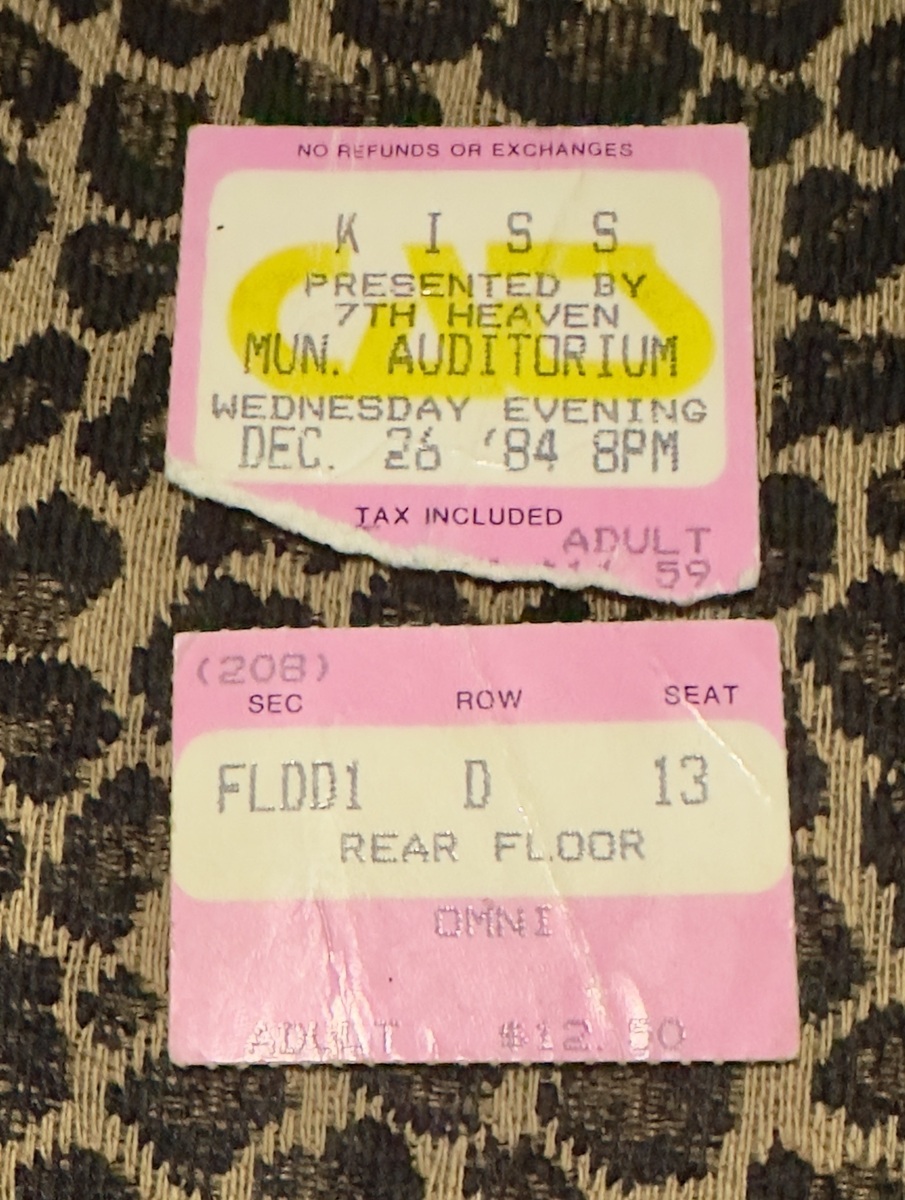 NO REFUNDS OR EXCHANGES
K I S S
PRESENTED BY
7TH HEAVEN
MUN. AUDITORIUM
WEDNESDAY EVENING
DEC. 26 '84 8PM
TAX INCLUDED
ADULT
59
(208)
SEC ROW SEAT
FLDD1 D 13
REAR FLOOR
OMNI
ADULT $12.50